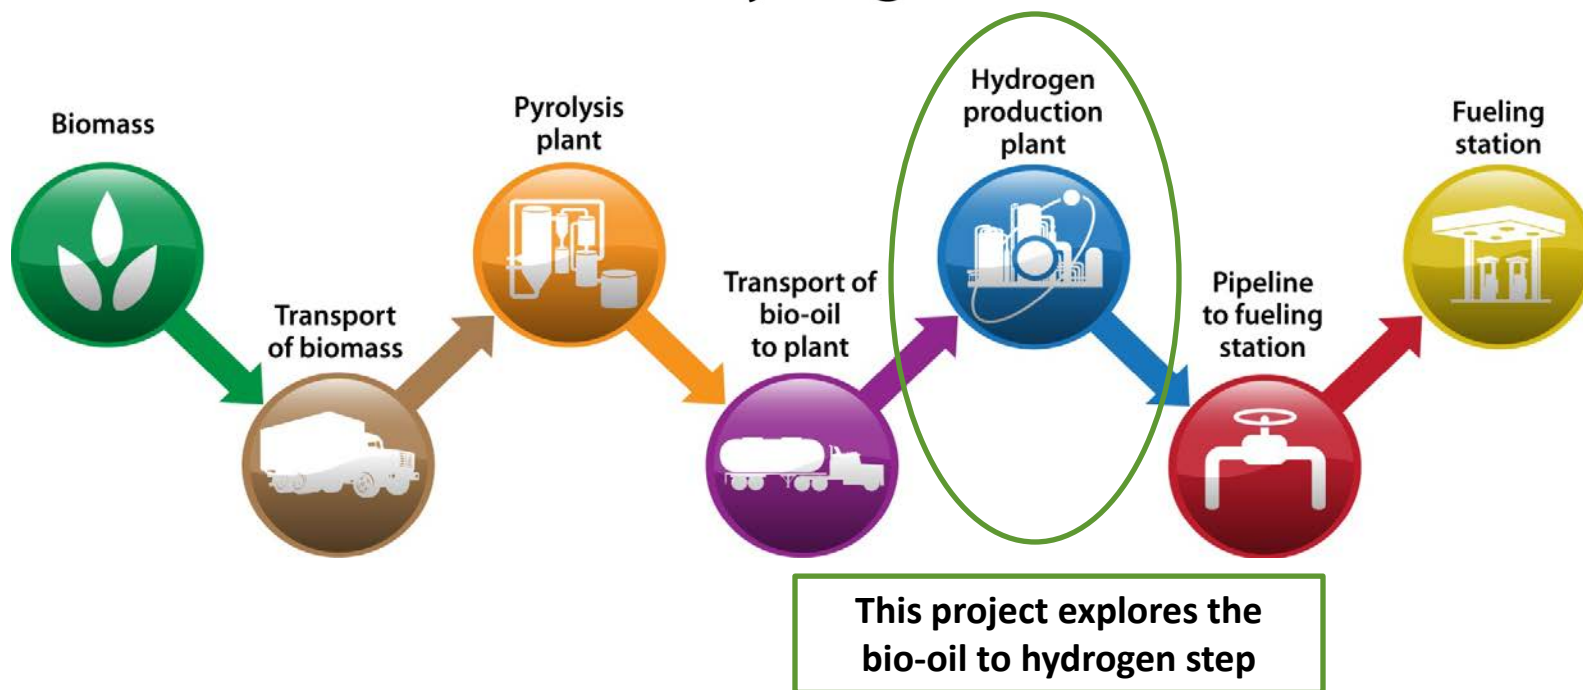 Biomass
Transport
of biomass
Pyrolysis
plant
Transport of
bio-oil
to plant
Hydrogen
production
plant
Pipeline
to fueling
station
Fueling
station
This project explores the
bio-oil to hydrogen step